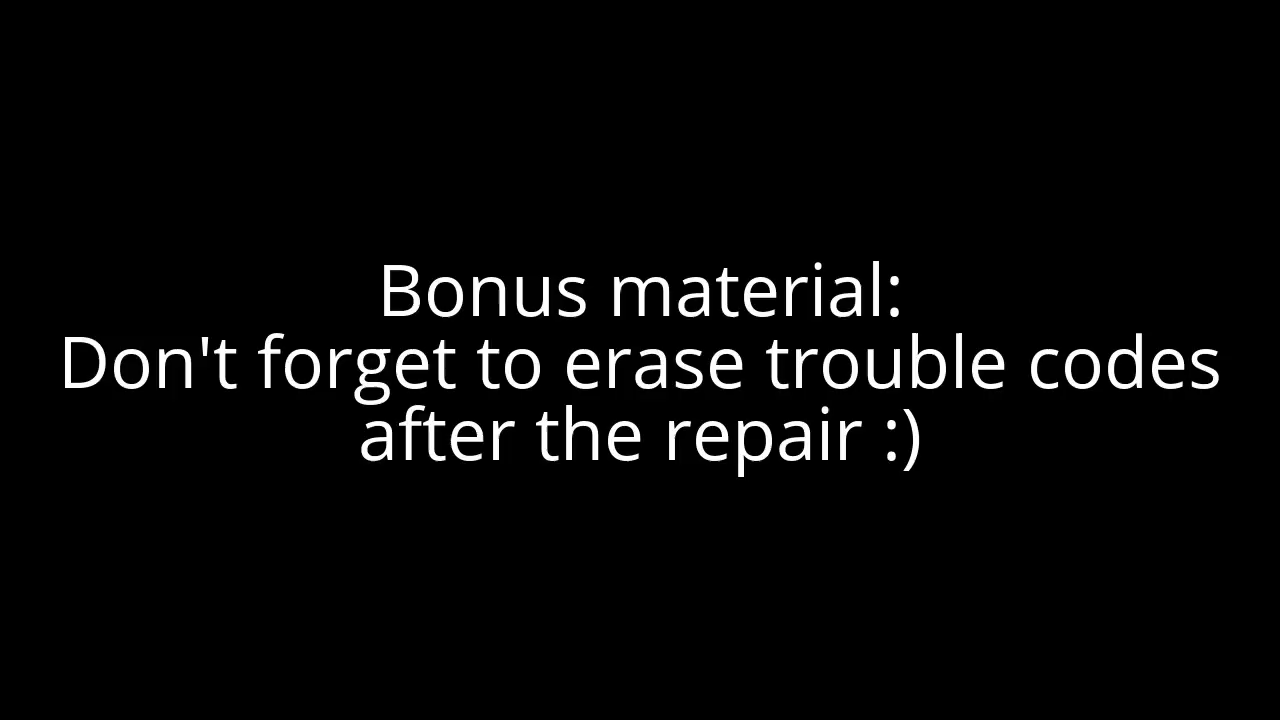 Bonus material:
Don't forget to erase trouble codes
after the repair :)